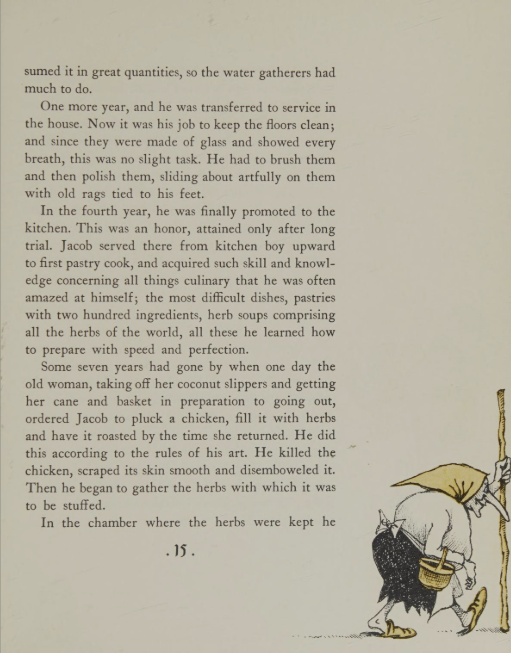 sumed it in great quantities, so the water gatherers had
much to do.
One more year, and he was transferred to service in
the house. Now it was his job to keep the floors clean;
and since they were made of glass and showed every
breath, this was no slight task. He had to brush them
and then polish them, sliding about artfully on them
with old rags tied to his feet.
In the fourth year, he was finally promoted to the
kitchen. This was an honor, attained only after long
trial. Jacob served there from kitchen boy upward
to first pastry cook, and acquired such skill and knowl-
edge concerning all things culinary that he was often
amazed at himself; the most difficult dishes, pastries
with two hundred ingredients, herb soups comprising
all the herbs of the world, all these he learned how
to prepare with speed and perfection.
Some seven years had gone by when one day the
old woman, taking off her coconut slippers and getting
her cane and basket in preparation to going out,
ordered Jacob to pluck a chicken, fill it with herbs
and have it roasted by the time she returned. He did
this according to the rules of his art. He killed the
chicken, scraped its skin smooth and disemboweled it.
Then he began to gather the herbs with which it was
to be stuffed.
In the chamber where the herbs were kept he
. 15 .